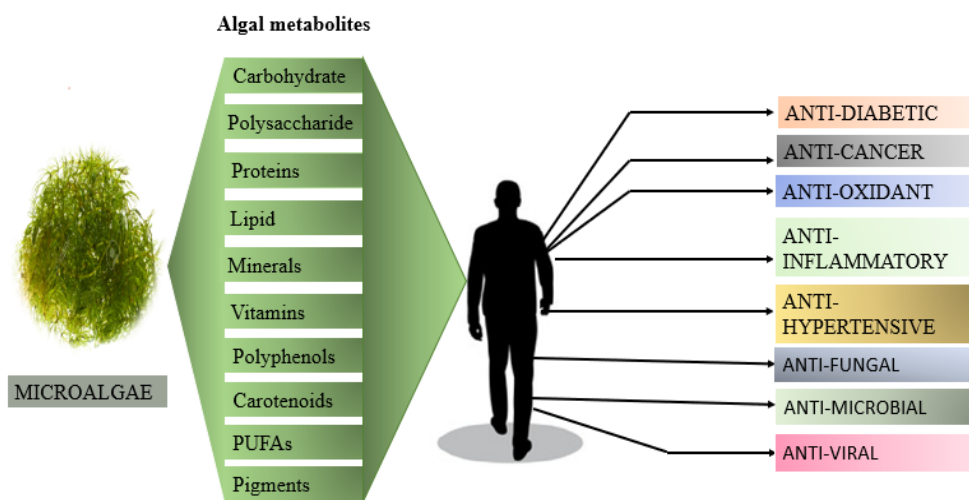 Algal metabolites
Carbohydrate
Polysaccharide
Proteins
Lipid
Minerals
Vitamins
Polyphenols
Carotenoids
PUFAs
Pigments
MICROALGAE
ANTI-DIABETIC
ANTI-CANCER
ANTI-OXIDANT
ANTI-
INFLAMMATORY
ANTI-
HYPERTENSIVE
ANTI-FUNGAL
ANTI-MICROBIAL
ANTI-VIRAL